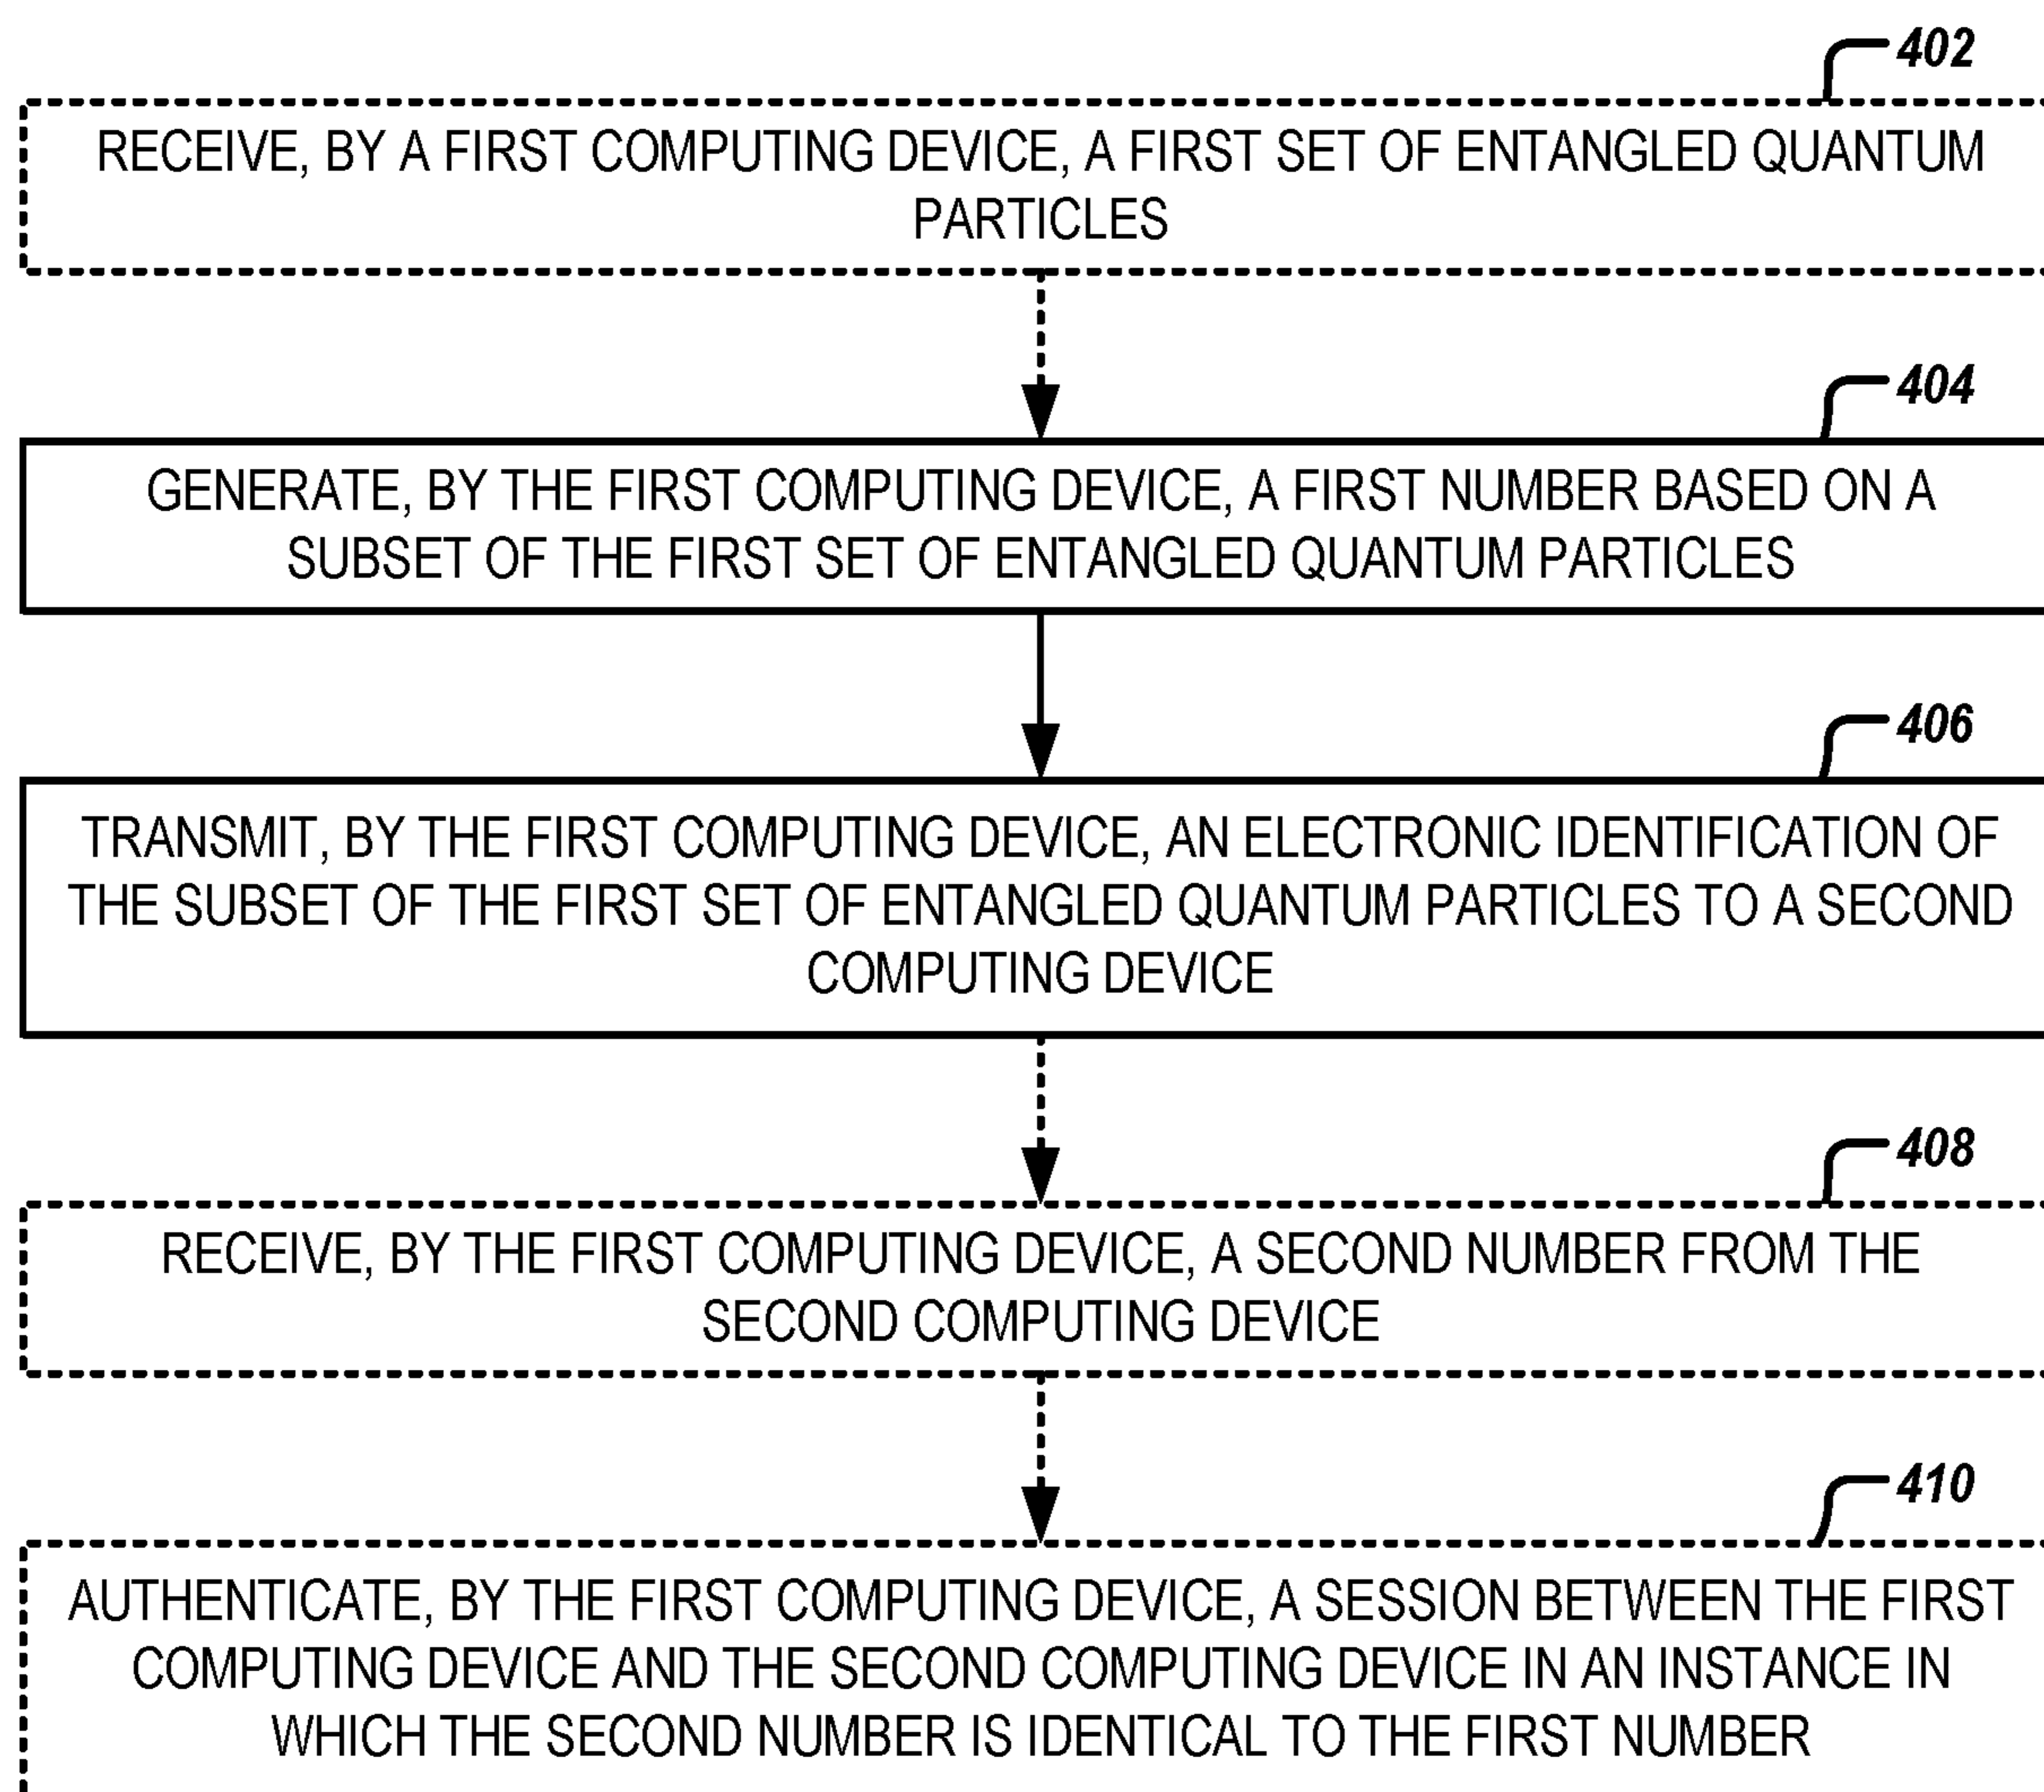 402
RECEIVE, BY A FIRST COMPUTING DEVICE, A FIRST SET OF ENTANGLED QUANTUM
PARTICLES
404
GENERATE, BY THE FIRST COMPUTING DEVICE, A FIRST NUMBER BASED ON A
SUBSET OF THE FIRST SET OF ENTANGLED QUANTUM PARTICLES
406
TRANSMIT, BY THE FIRST COMPUTING DEVICE, AN ELECTRONIC IDENTIFICATION OF
THE SUBSET OF THE FIRST SET OF ENTANGLED QUANTUM PARTICLES TO A SECOND
COMPUTING DEVICE
408
RECEIVE, BY THE FIRST COMPUTING DEVICE, A SECOND NUMBER FROM THE
SECOND COMPUTING DEVICE
410
AUTHENTICATE, BY THE FIRST COMPUTING DEVICE, A SESSION BETWEEN THE FIRST
COMPUTING DEVICE AND THE SECOND COMPUTING DEVICE IN AN INSTANCE IN
WHICH THE SECOND NUMBER IS IDENTICAL TO THE FIRST NUMBER